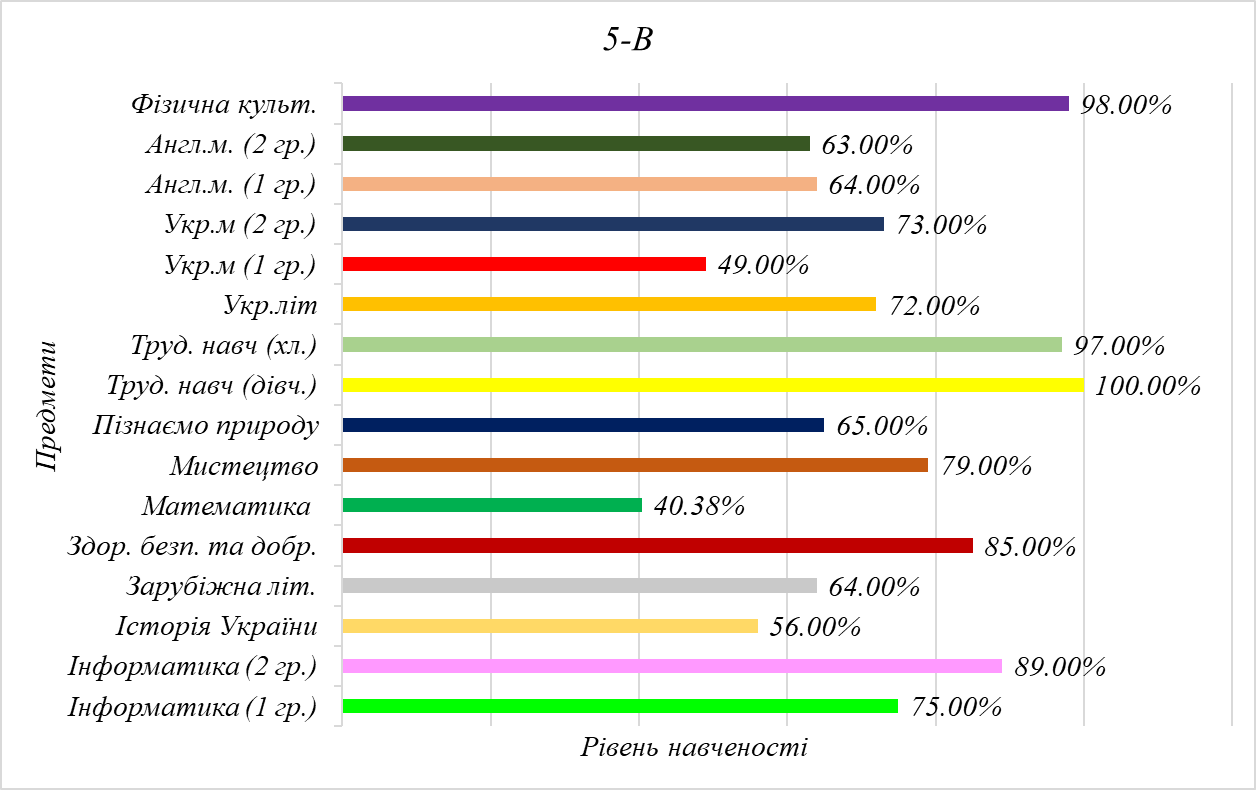 5-В
Фізична культ.
98.00%
Англ.м. (2 гр.)
63.00%
Англ.м. (1 гр.)
64.00%
Укр.м (2 гр.)
73.00%
Укр.м (1 гр.)
49.00%
Укр.літ
72.00%
Труд. навч (хл.)
97.00%
Труд. навч (дівч.)
100.00%
Пізнаємо природу
65.00%
Мистецтво
79.00%
Математика
40.38%
Здор. безп. та добр.
85.00%
Зарубіжна літ.
64.00%
Історія України
56.00%
Інформатика (2 гр.)
89.00%
Інформатика (1 гр.)
75.00%
Предмети
Рівень навченості